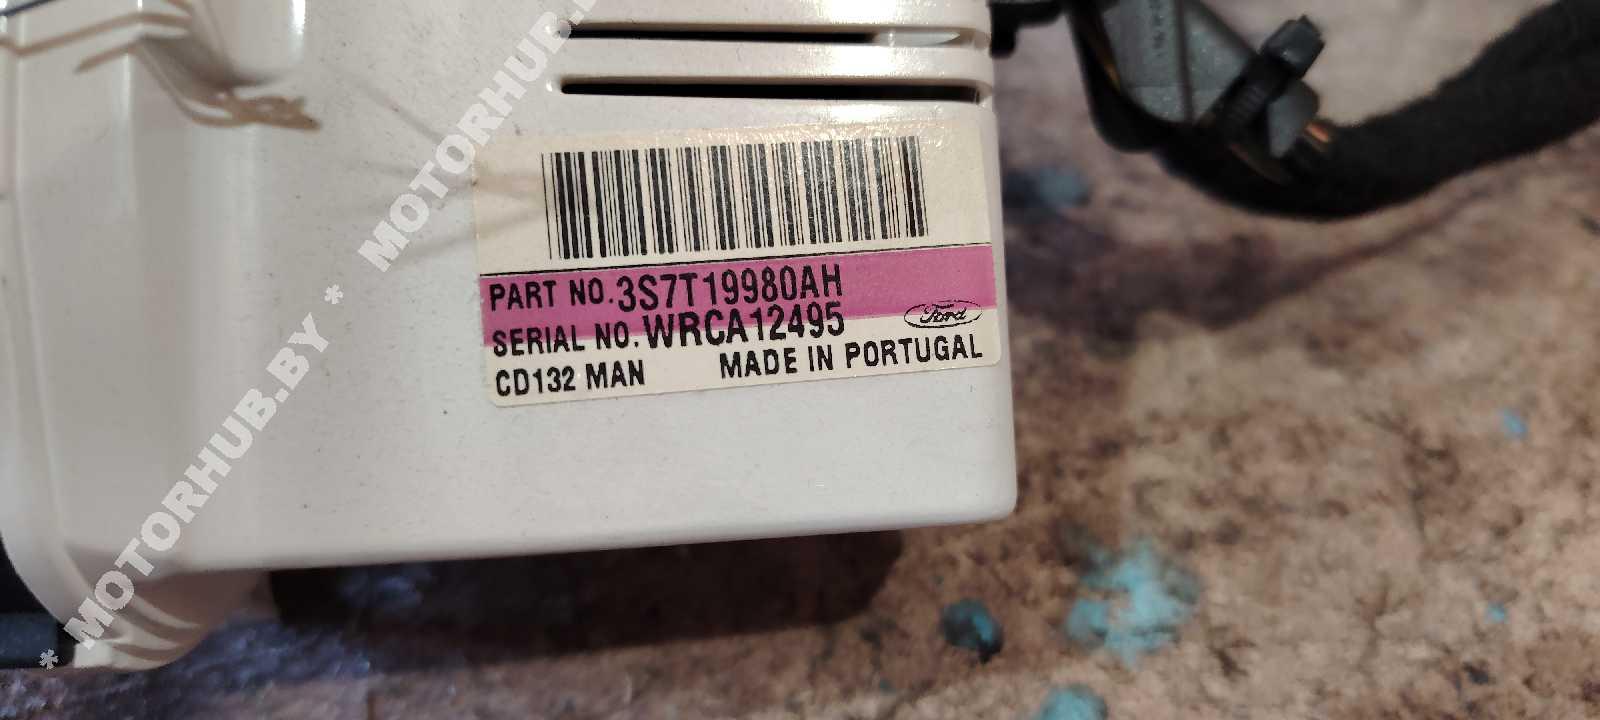 PART NO. 3S7T19980AH
SERIAL NO. WRCA12495
Ford
CD132 MAN MADE IN PORTUGAL
* MOTORHUB.BY * MOTORHUB.BY